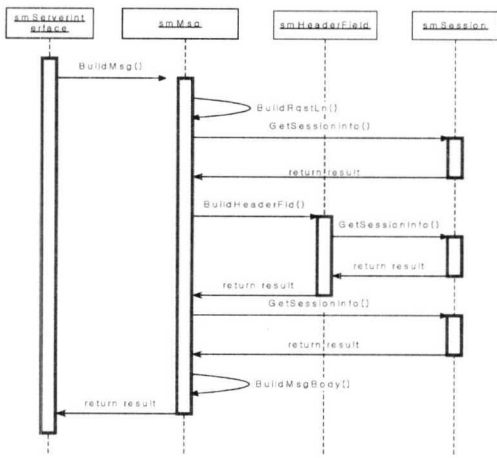 smServerInt
erface
smMsg
smHeaderField
smSession
BuildMsg()
BuildRqstLn()
GetSessionInfo()
return result
BuildHeaderFld()
GetSessionInfo()
return result
return result
GetSessionInfo()
return result
BuildMsgBody()
return result